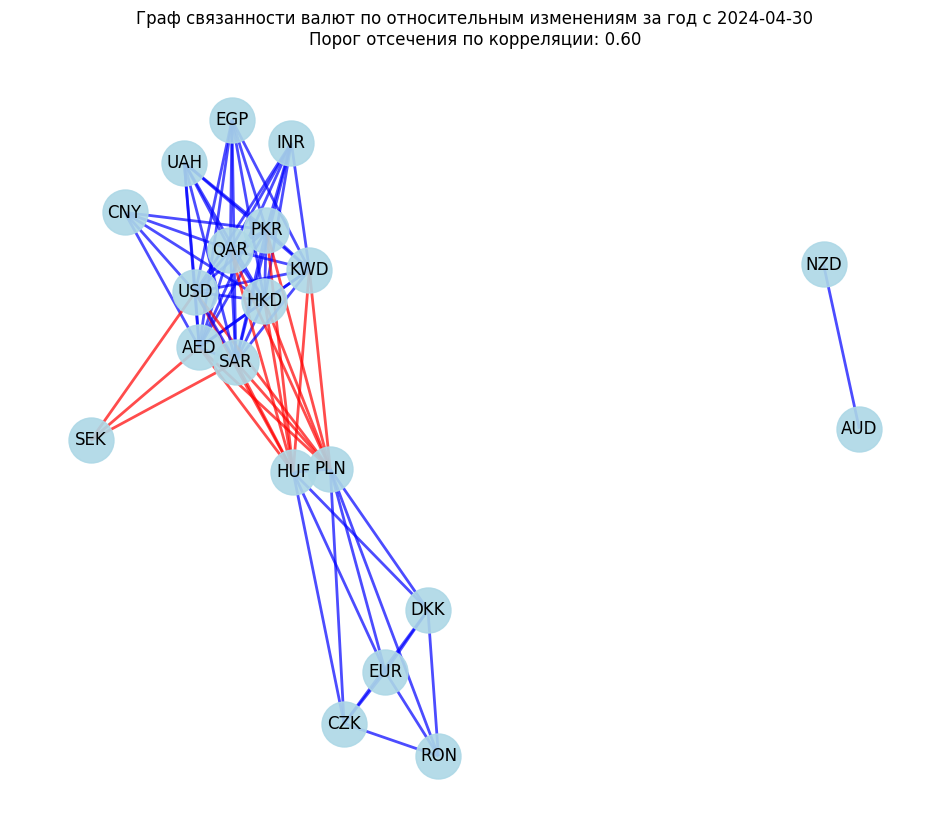 Граф связанности валют по относительным изменениям за год с 2024-04-30
Порог отсечения по корреляции: 0.60
EGP
INR
UAH
CNY
PKR
QAR
NZD
KWD
USD
HKD
AED
SAR
AUD
SEK
HUF
PLN
DKK
EUR
CZK
RON